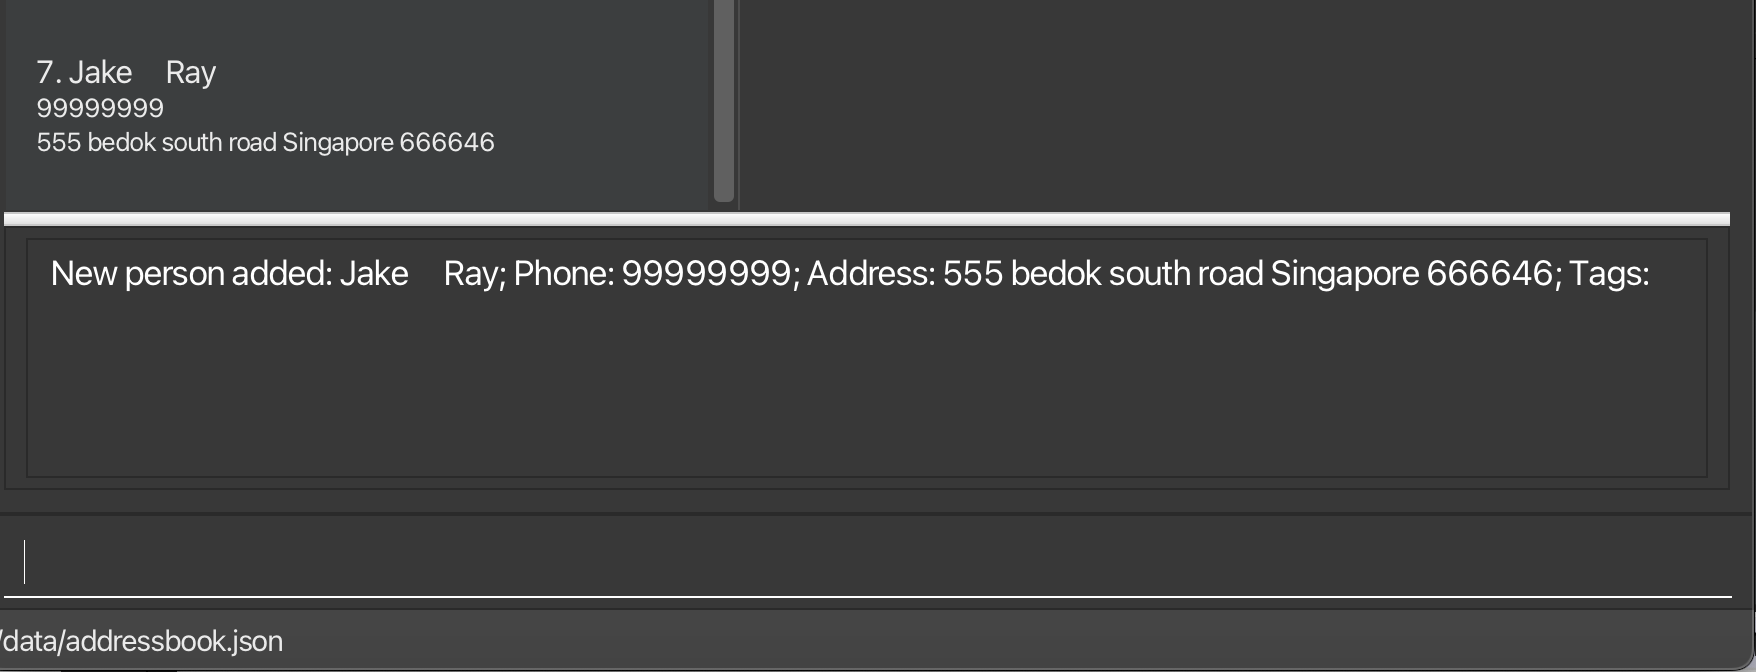 7. Jake    Ray
99999999
555 bedok south road Singapore 666646
New person added: Jake    Ray; Phone: 99999999; Address: 555 bedok south road Singapore 666646; Tags:
/data/addressbook.json